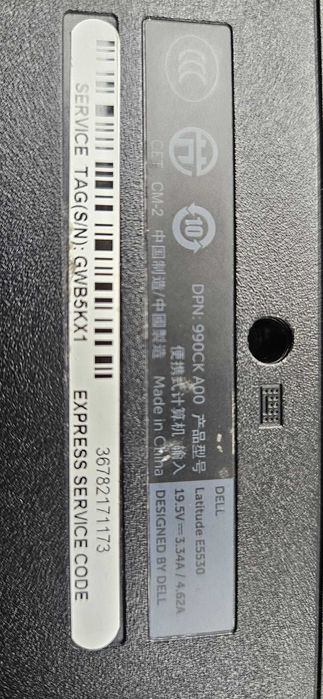 36782171173
SERVICE TAG(S/N): GWB5KX1 EXPRESS SERVICE CODE
10
DPN: 990CK A00 产品型号
便携式计算机 输入
CM-2 中国制造/中國製造 Made in China
DELL
Latitude E5530
19.5V⎓3.34A / 4.62A
DESIGNED BY DELL